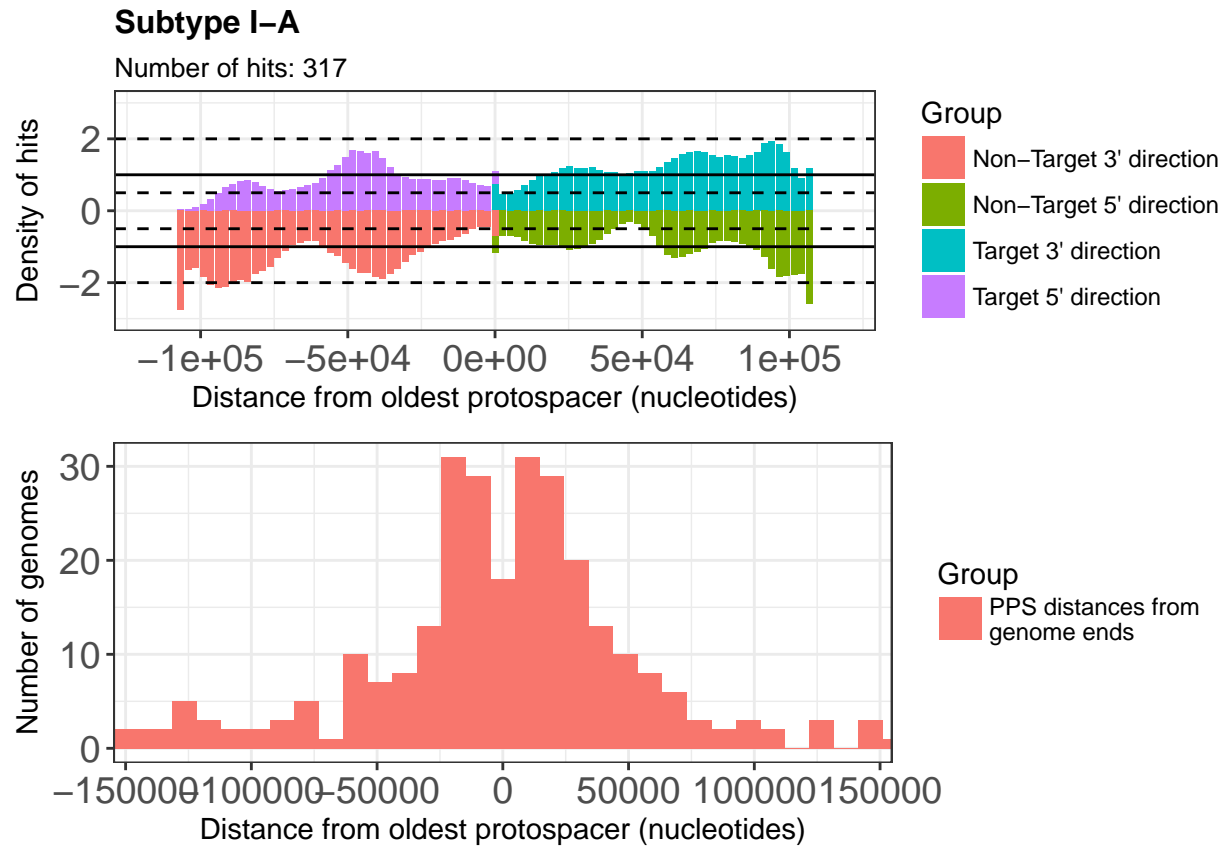 Subtype I−A
Number of hits: 317
Density of hits
2
0
−2
−1e+05
−5e+04
0e+00
5e+04
1e+05
Distance from oldest protospacer (nucleotides)
Group
Non−Target 3' direction
Non−Target 5' direction
Target 3' direction
Target 5' direction
Number of genomes
30
20
10
0
−150000
−100000
−50000
0
50000
100000
150000
Distance from oldest protospacer (nucleotides)
Group
PPS distances from
genome ends